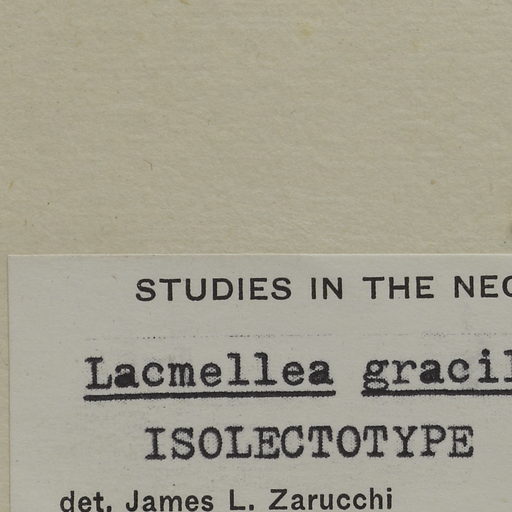 STUDIES IN THE NEO
Lacmellea gracil
ISOLECTOTYPE
det. James L. Zarucchi